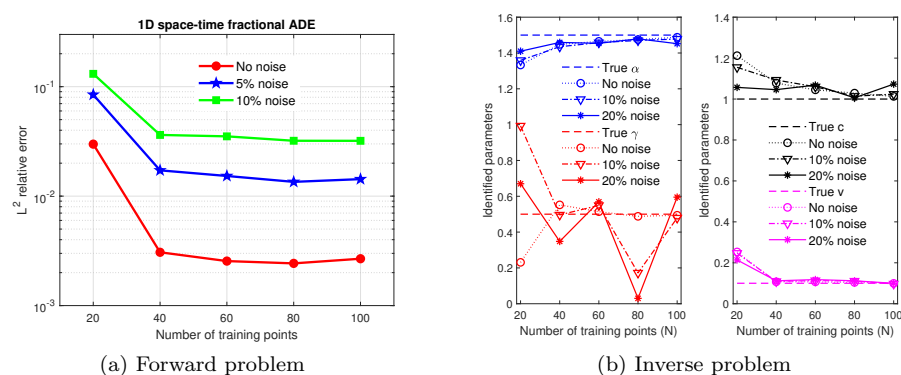 1D space-time fractional ADE
No noise
5% noise
10% noise
L² relative error
10⁻¹
10⁻²
10⁻³
20 40 60 80 100
Number of training points
(a) Forward problem
Identified parameters
1.6
1.4
1.2
1
0.8
0.6
0.4
0.2
0
True α
No noise
10% noise
20% noise
True γ
No noise
10% noise
20% noise
20 40 60 80 100
Number of training points (N)
Identified parameters
1.4
1.2
1
0.8
0.6
0.4
0.2
0
True c
No noise
10% noise
20% noise
True v
No noise
10% noise
20% noise
20 40 60 80 100
Number of training points (N)
(b) Inverse problem